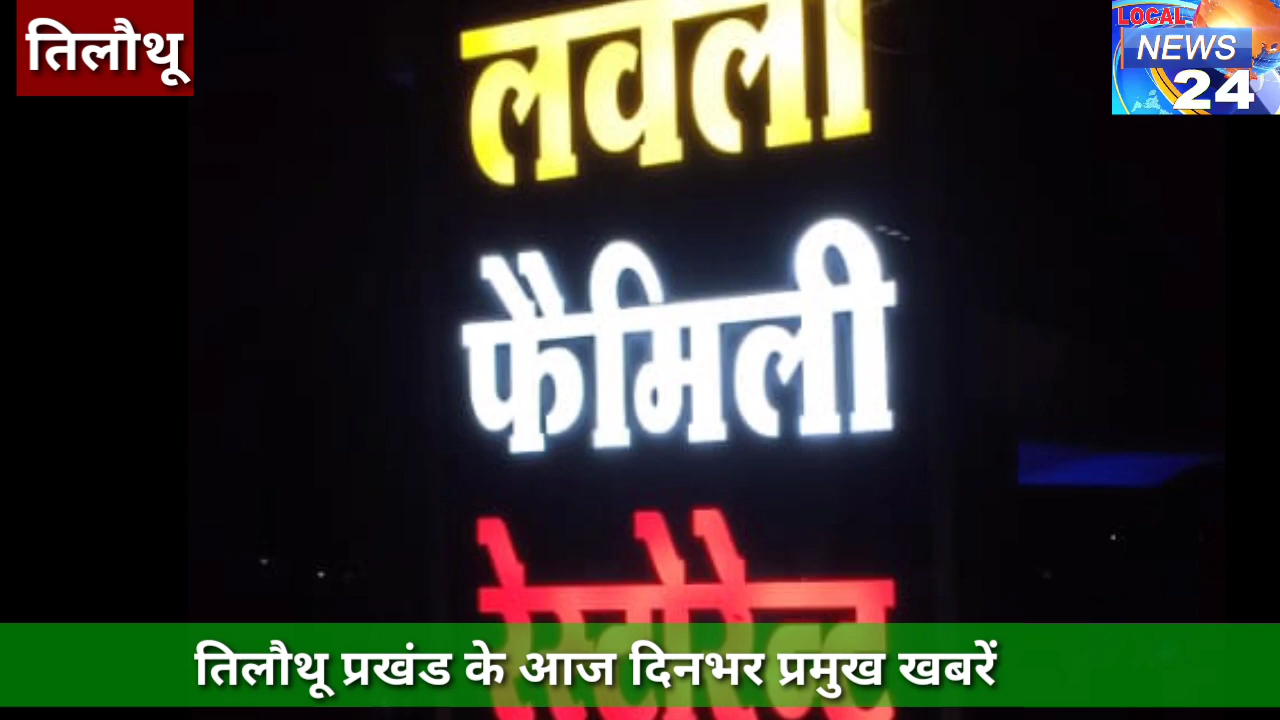 तिलौथू
LOCAL
NEWS
24
लवली
फैमिली
रेस्टोरेन्ट
तिलौथू प्रखंड के आज दिनभर प्रमुख खबरें